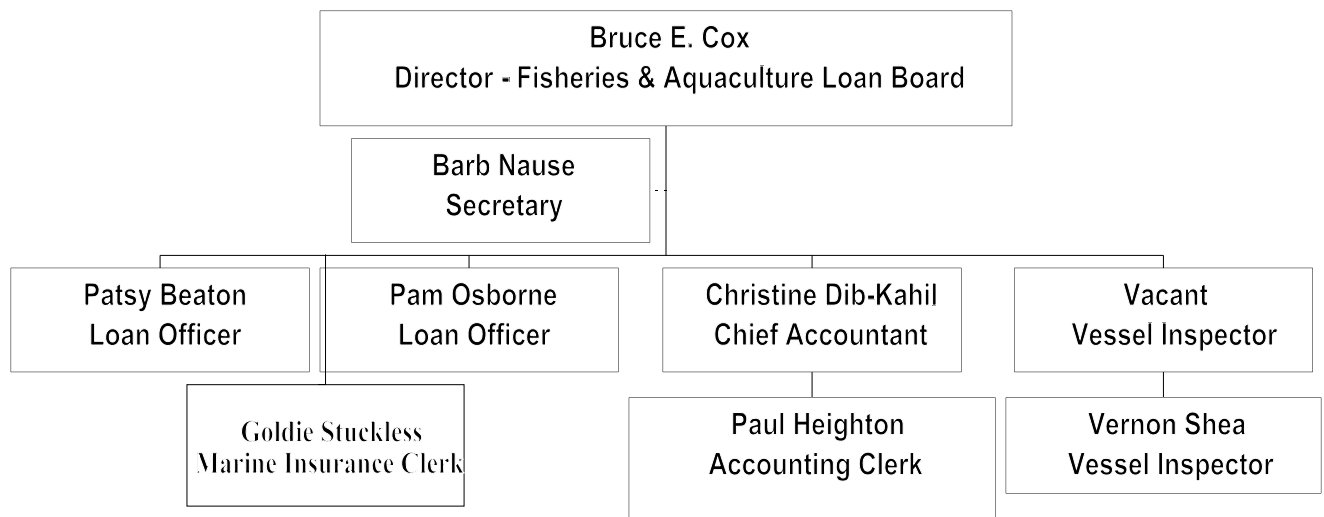 Bruce E. Cox
Director - Fisheries & Aquaculture Loan Board
Barb Nause
Secretary
Patsy Beaton
Loan Officer
Pam Osborne
Loan Officer
Christine Dib-Kahil
Chief Accountant
Vacant
Vessel Inspector
Goldie Stuckless
Marine Insurance Clerk
Paul Heighton
Accounting Clerk
Vernon Shea
Vessel Inspector